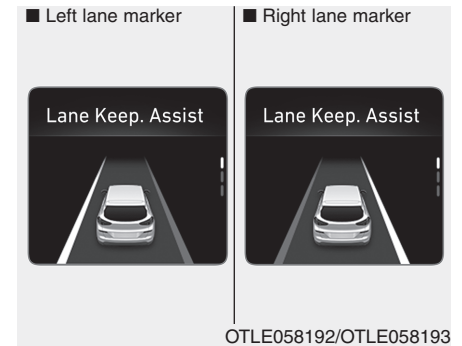 ■ Left lane marker
■ Right lane marker
Lane Keep. Assist
Lane Keep. Assist
OTLE058192/OTLE058193